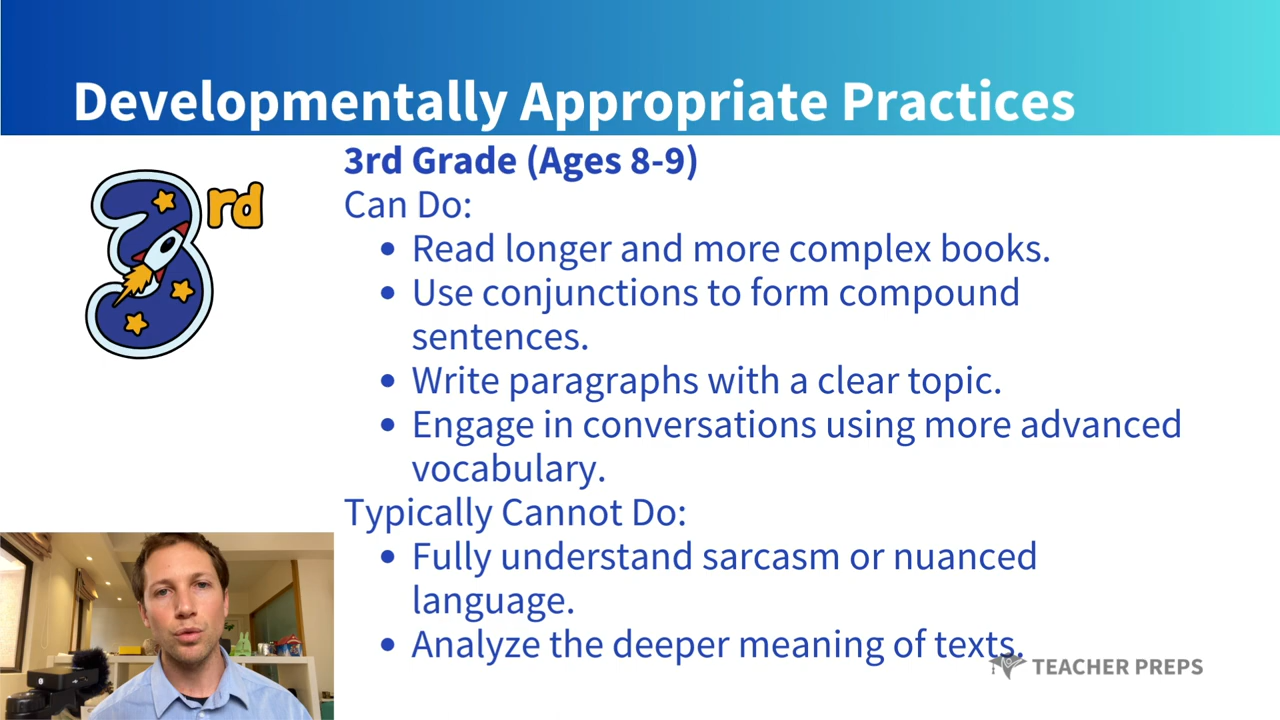 Developmentally Appropriate Practices
3rd
3rd Grade (Ages 8-9)
Can Do:
• Read longer and more complex books.
• Use conjunctions to form compound
sentences.
• Write paragraphs with a clear topic.
• Engage in conversations using more advanced
vocabulary.
Typically Cannot Do:
• Fully understand sarcasm or nuanced
language.
• Analyze the deeper meaning of texts.
TEACHER PREPS